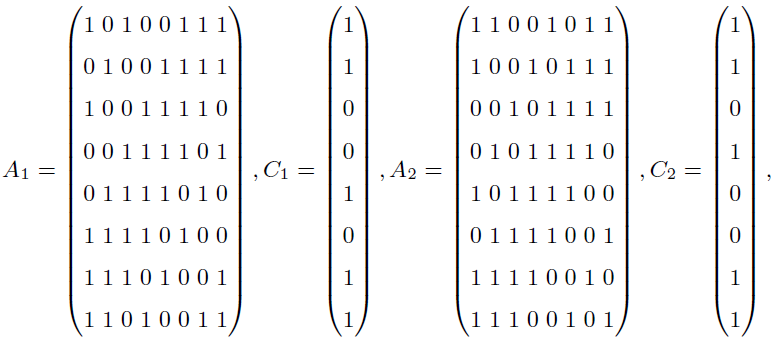 1 0 1 0 0 1 1 1 1 1 1 0 0 1 0 1 1 1
0 1 0 0 1 1 1 1 1 1 0 0 1 0 1 1 1 1
1 0 0 1 1 1 1 0 0 0 0 1 0 1 1 1 1 0
A₁ = 0 0 1 1 1 1 0 1 , C₁ = 0 , A₂ = 0 1 0 1 1 1 1 0 , C₂ = 1 ,
0 1 1 1 1 0 1 0 1 1 0 1 1 1 1 0 0 0
1 1 1 1 0 1 0 0 0 0 1 1 1 1 0 0 1 0
1 1 1 0 1 0 0 1 1 1 1 1 1 0 0 1 0 1
1 1 0 1 0 0 1 1 1 1 1 1 0 0 1 0 1 1